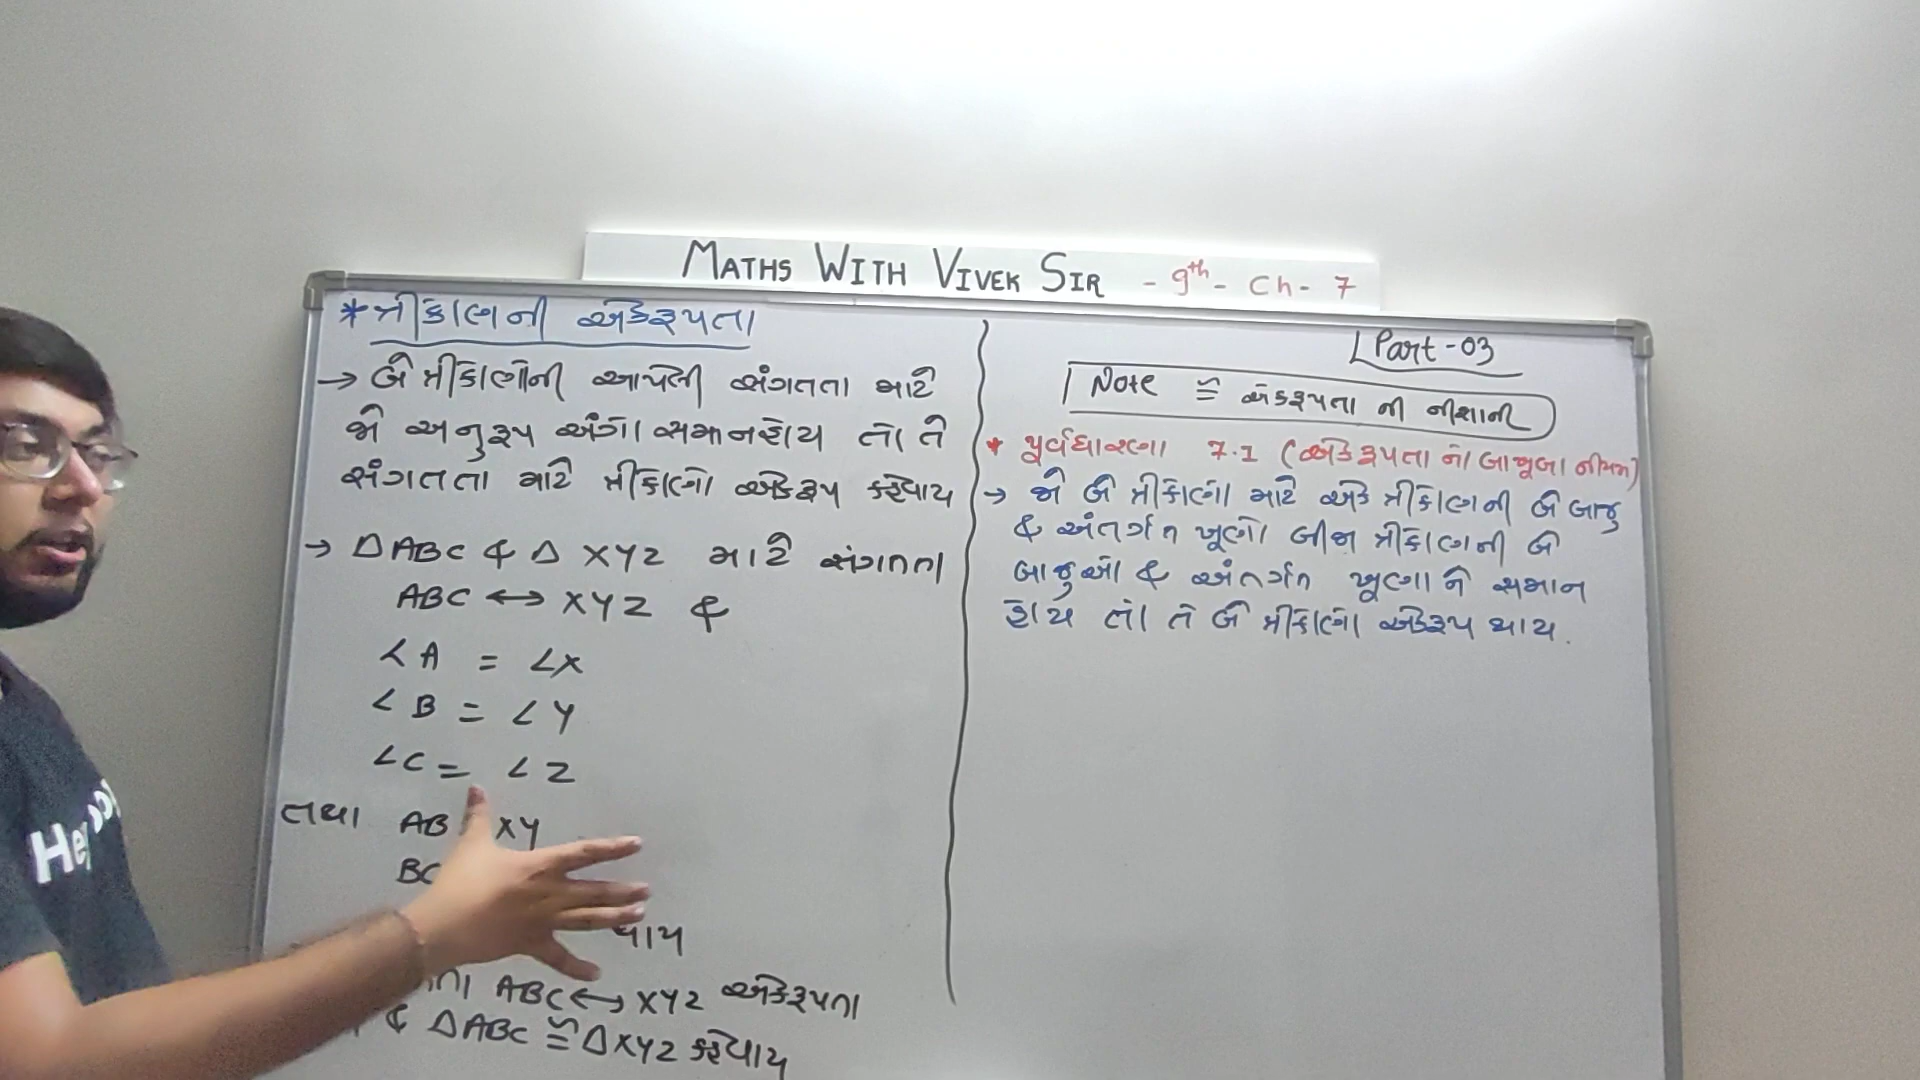 MATHS WITH VIVEK SIR - 9th - Ch - 7
* ત્રીકોણની એકરૂપતા
→ બે ત્રીકોણોની આપેલી સંગતતા માટે
જો અનુરૂપ અંગો સમાન હોય તો તે
સંગતતા માટે ત્રીકોણો એકરૂપ કહેવાય
→ Δ ABC & Δ XYZ માટે સંગતતા
ABC ↔ XYZ &
∠A = ∠X
∠B = ∠Y
∠C = ∠Z
તથા AB XY
BC
થાય
ABC ↔ XYZ એકરૂપતા
& ΔABC ≅ ΔXYZ કહેવાય
Part - 03
Note ≅ એકરૂપતા ની નીશાની
* પૂર્વધારણા 7.1 (એકરૂપતા નો બાખૂબા નીયમ)
→ જો બે ત્રીકોણો માટે એક ત્રીકોણની બે બાજુ
& અંતર્ગત ખૂણો બીજા ત્રીકોણની બે
બાજુઓ & અંતર્ગત ખૂણા ને સમાન
હોય તો તે બે ત્રીકોણો એકરૂપ થાય.